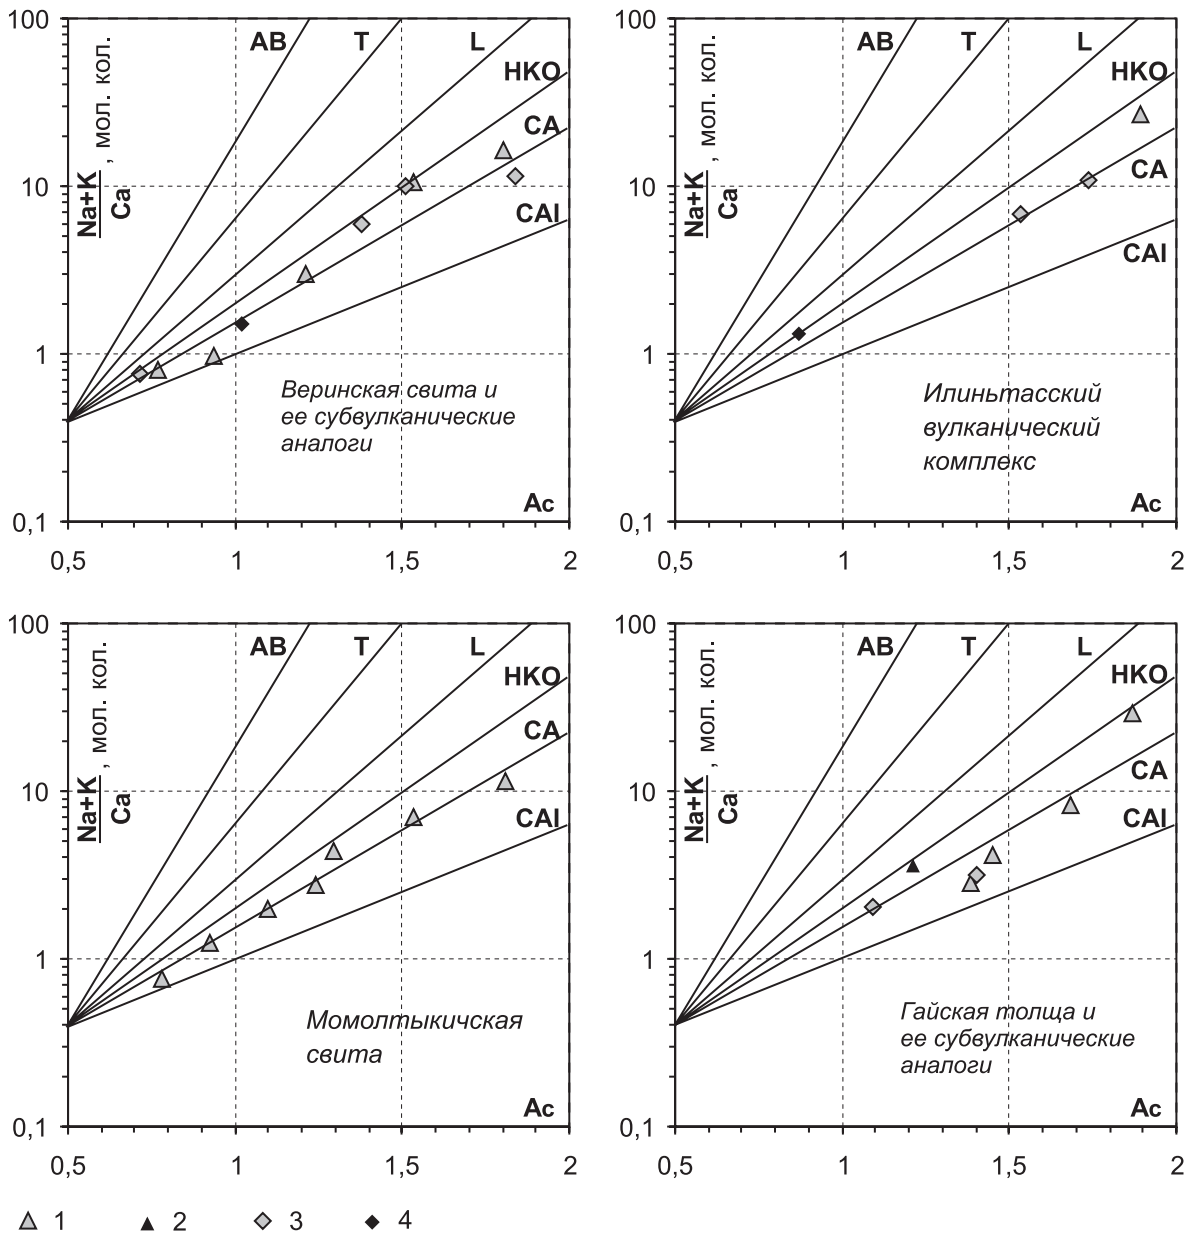 100
10
1
0,1
Na+K
Ca
, мол. кол.
AB
T
L
HKO
CA
CAI
Веринская свита и
ее субвулканические
аналоги
Ac
0,5
1
1,5
2
100
10
1
0,1
Na+K
Ca
, мол. кол.
AB
T
L
HKO
CA
CAI
Илиньтасский
вулканический
комплекс
Ac
0,5
1
1,5
2
100
10
1
0,1
Na+K
Ca
, мол. кол.
AB
T
L
HKO
CA
CAI
Момолтыкичская
свита
Ac
0,5
1
1,5
2
100
10
1
0,1
Na+K
Ca
, мол. кол.
AB
T
L
HKO
CA
CAI
Гайская толща и
ее субвулканические
аналоги
Ac
0,5
1
1,5
2
1
2
3
4